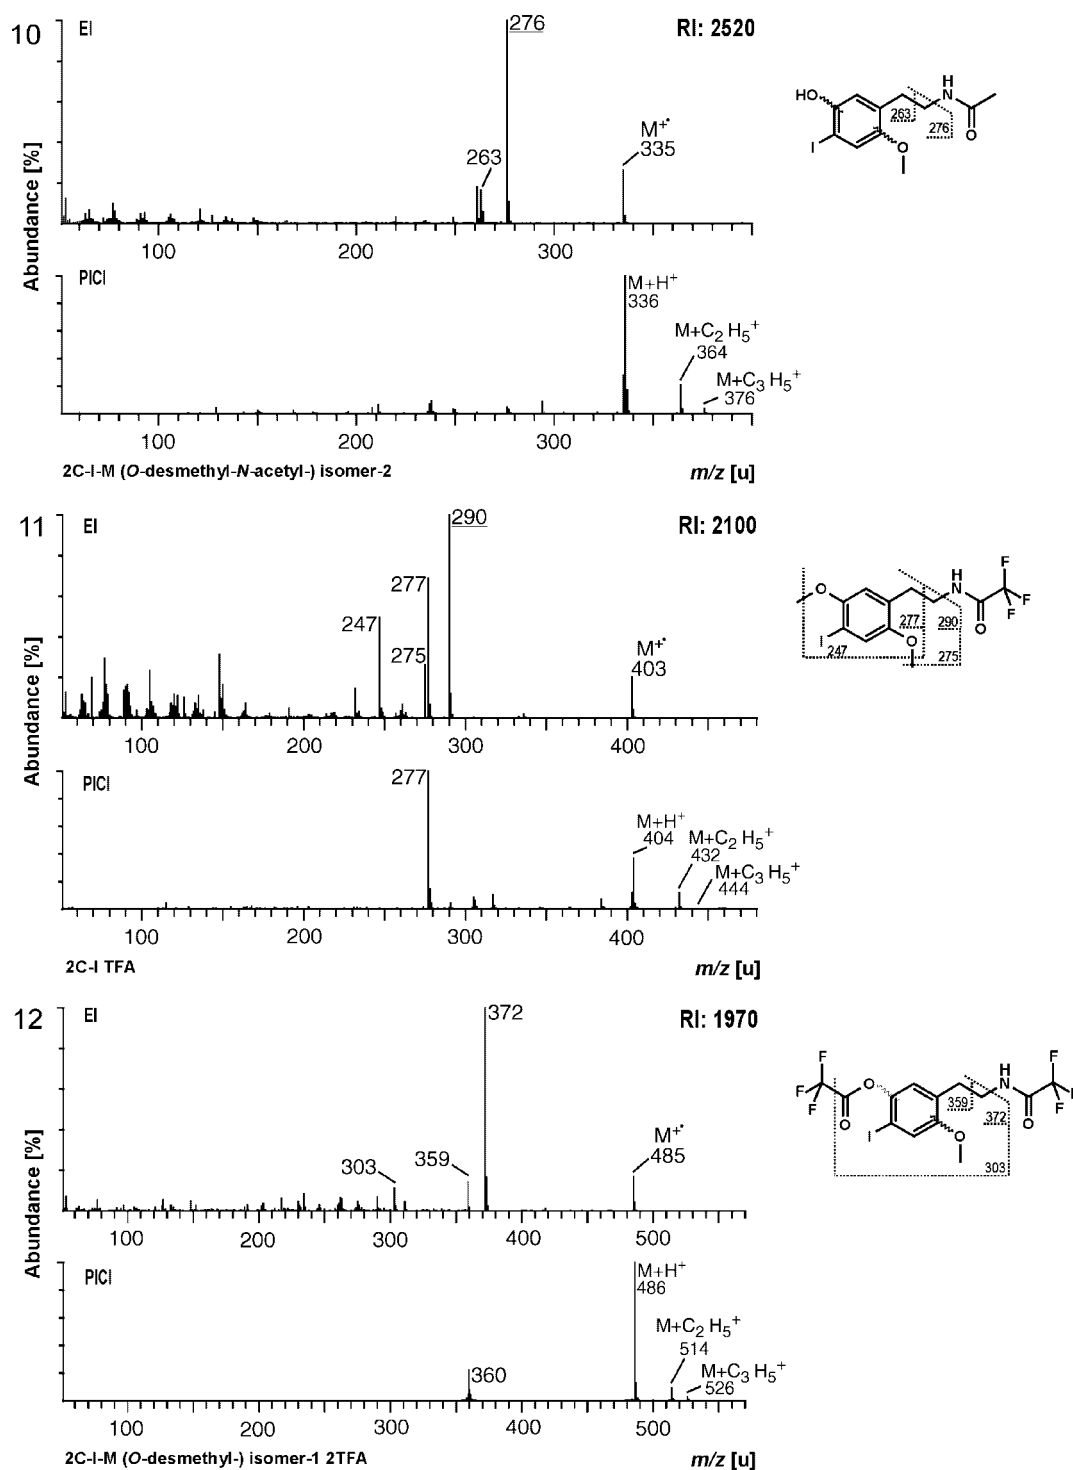 10
EI
276
RI: 2520
M+•
335
263
Abundance [%]
100
200
300
PICI
M+H+
336
M+C2 H5+
364
M+C3 H5+
376
100
200
300
2C-I-M (O-desmethyl-N-acetyl-) isomer-2
m/z [u]
HO
I
O
H
N
O
263
276
11
EI
290
RI: 2100
277
247
275
M+•
403
Abundance [%]
100
200
300
400
PICI
277
M+H+
404
M+C2 H5+
432
M+C3 H5+
444
100
200
300
400
2C-I TFA
m/z [u]
O
I
O
H
N
O
F
F
F
277
290
247
275
12
EI
372
RI: 1970
303
359
M+•
485
Abundance [%]
100
200
300
400
500
PICI
M+H+
486
M+C2 H5+
514
M+C3 H5+
526
360
100
200
300
400
500
2C-I-M (O-desmethyl-) isomer-1 2TFA
m/z [u]
F
F
F
O
O
I
O
H
N
O
F
F
F
359
372
303